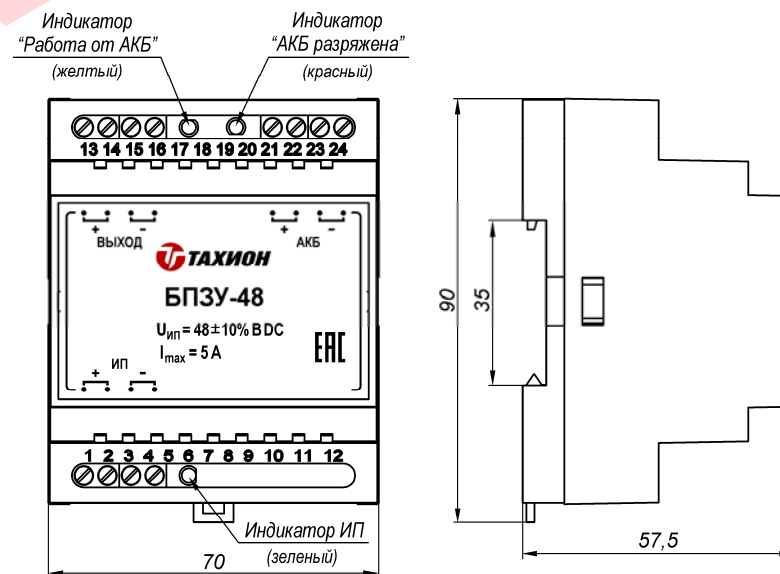 Индикатор
“Работа от АКБ”
(желтый)
Индикатор
“АКБ разряжена”
(красный)
13 14 15 16 17 18 19 20 21 22 23 24
+ - + -
ВЫХОД АКБ
ТАХИОН
БПЗУ-48
Uип = 48±10% В DC
Imax = 5 А
EAC
ИП
+ -
1 2 3 4 5 6 7 8 9 10 11 12
Индикатор ИП
(зеленый)
70
90
35
57,5